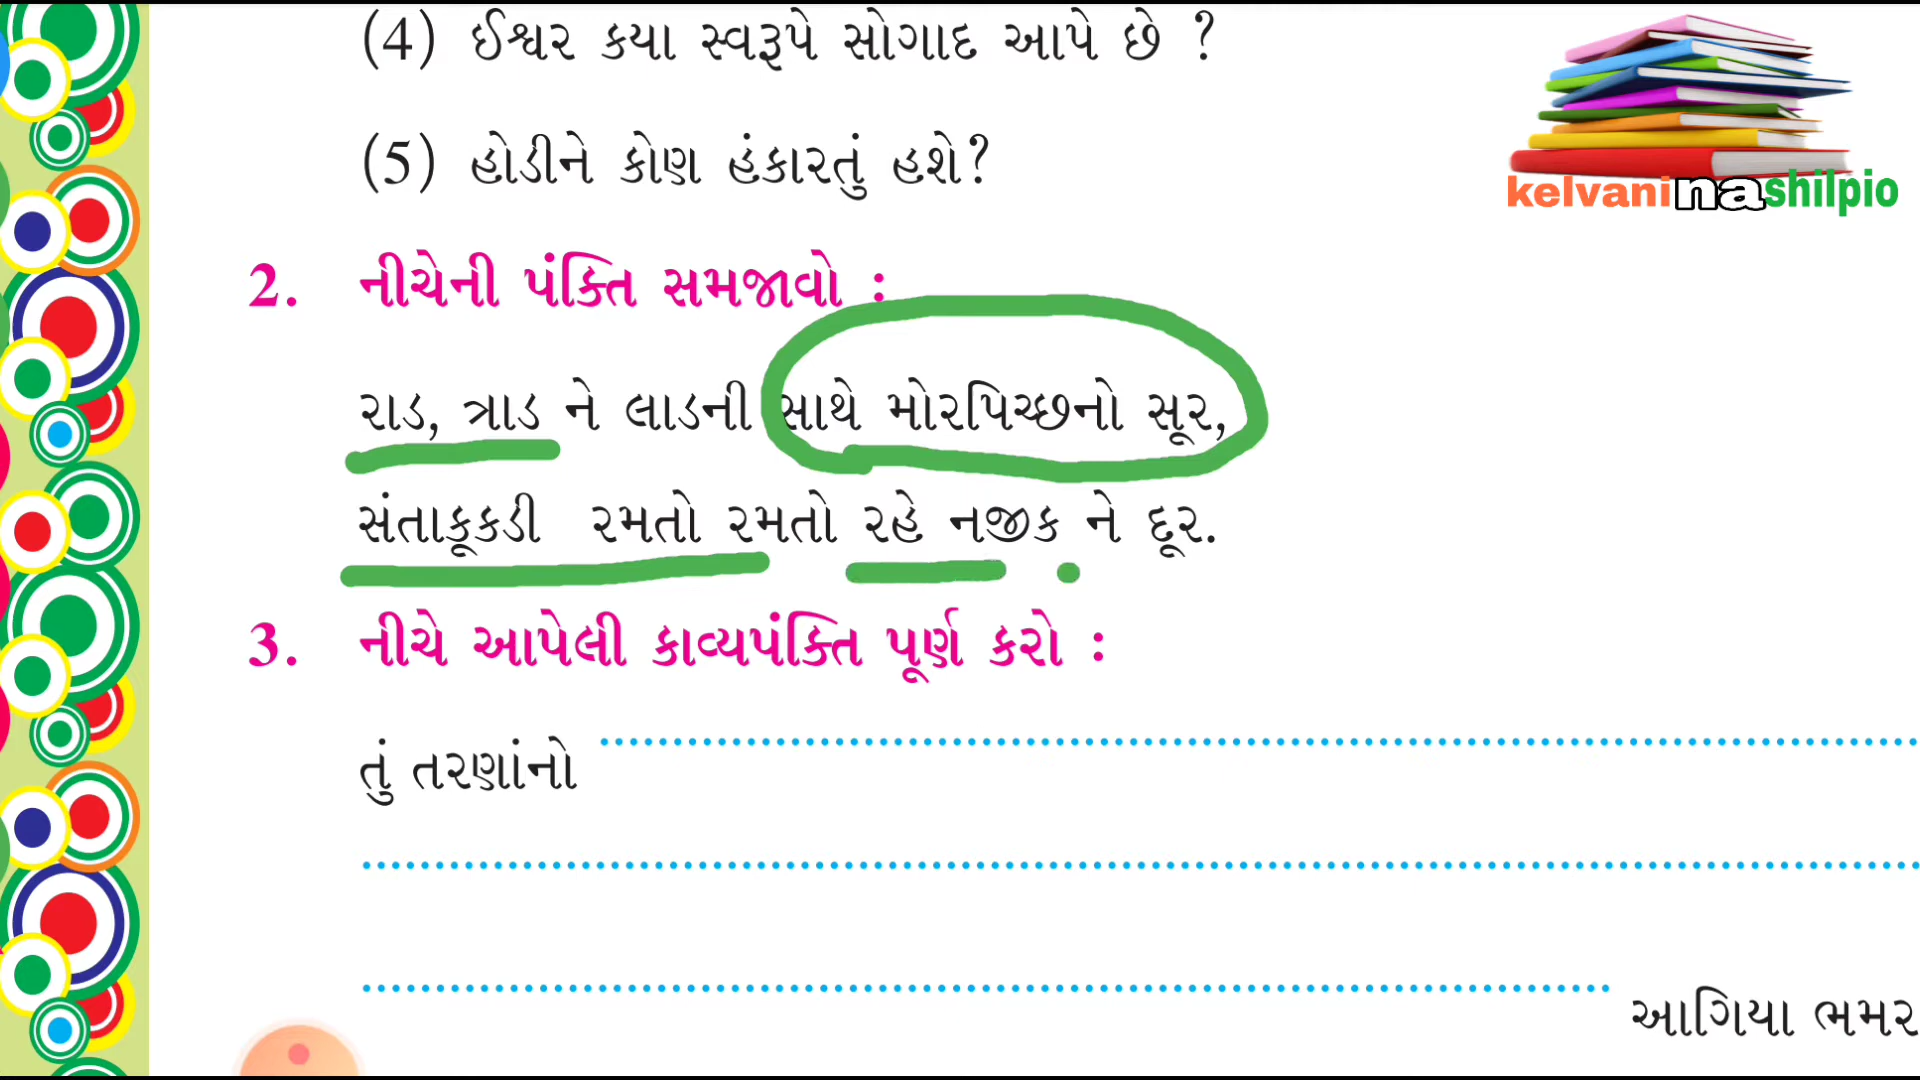 (4) ઈશ્વર કયા સ્વરૂપે સોગાદ આપે છે ?
(5) હોડીને કોણ હંકારતું હશે?
kelvaninashilpio
2. નીચેની પંક્તિ સમજાવો :
રાડ, ત્રાડ ને લાડની સાથે મોરપિચ્છનો સૂર,
સંતાકૂકડી રમતો રમતો રહે નજીક ને દૂર.
3. નીચે આપેલી કાવ્યપંક્તિ પૂર્ણ કરો :
તું તરણાંનો
આગિયા ભમર